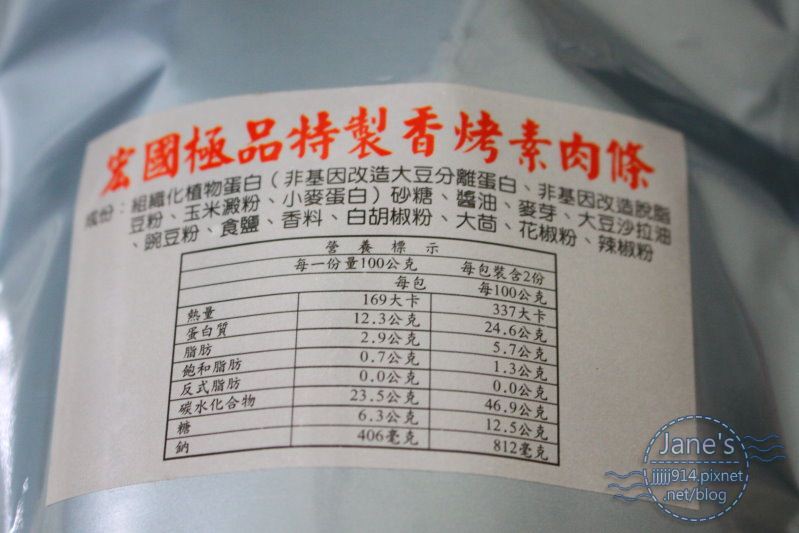 宏國極品特製香烤素肉條
成份：組織化植物蛋白（非基因改造大豆分離蛋白、非基因改造脫脂
豆粉、玉米澱粉、小麥蛋白）砂糖、醬油、麥芽、大豆沙拉油
、豌豆粉、食鹽、香料、白胡椒粉、大茴、花椒粉、辣椒粉
營養標示
每一份量100公克 每包裝含2份
每包 每100公克
熱量 169大卡 337大卡
蛋白質 12.3公克 24.6公克
脂肪 2.9公克 5.7公克
飽和脂肪 0.7公克 1.3公克
反式脂肪 0.0公克 0.0公克
碳水化合物 23.5公克 46.9公克
糖 6.3公克 12.5公克
鈉 406毫克 812毫克
Jane's
jjjjj914.pixnet
.net/blog